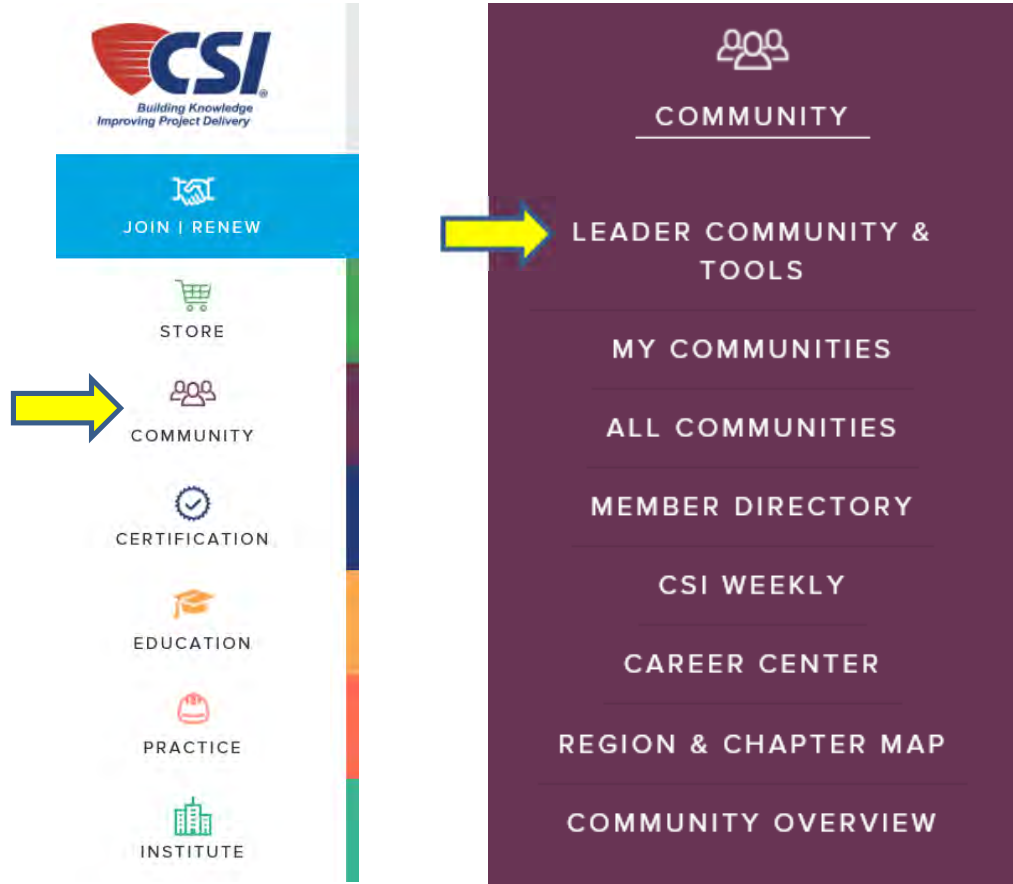 CSI®
Building Knowledge
Improving Project Delivery
JOIN | RENEW
STORE
COMMUNITY
CERTIFICATION
EDUCATION
PRACTICE
INSTITUTE
COMMUNITY
LEADER COMMUNITY &
TOOLS
MY COMMUNITIES
ALL COMMUNITIES
MEMBER DIRECTORY
CSI WEEKLY
CAREER CENTER
REGION & CHAPTER MAP
COMMUNITY OVERVIEW